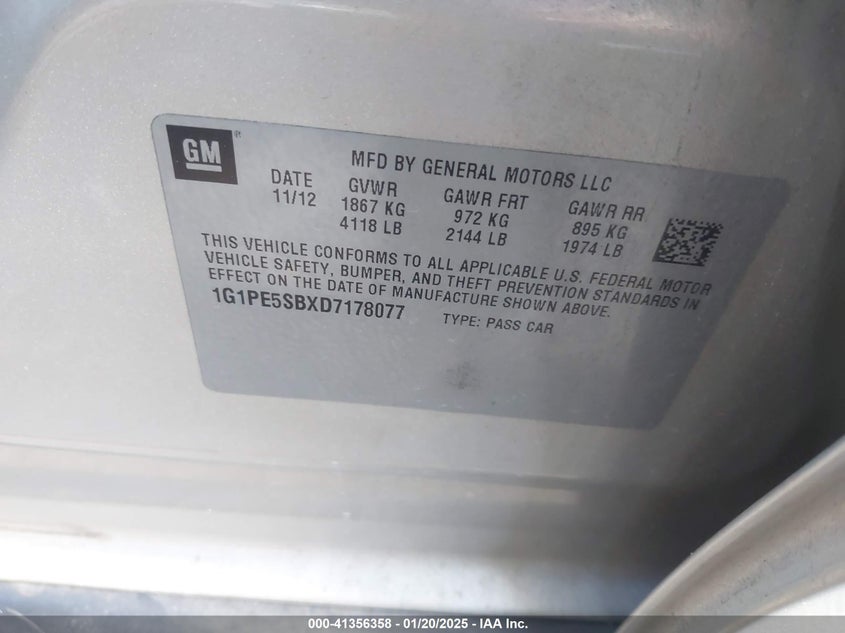 GM ®
MFD BY GENERAL MOTORS LLC
DATE GVWR GAWR FRT GAWR RR
11/12 1867 KG 972 KG 895 KG
4118 LB 2144 LB 1974 LB
THIS VEHICLE CONFORMS TO ALL APPLICABLE U.S. FEDERAL MOTOR
VEHICLE SAFETY, BUMPER, AND THEFT PREVENTION STANDARDS IN
EFFECT ON THE DATE OF MANUFACTURE SHOWN ABOVE.
1G1PE5SBXD7178077 TYPE: PASS CAR
000-41356358 — 01/20/2025 — IAA Inc.